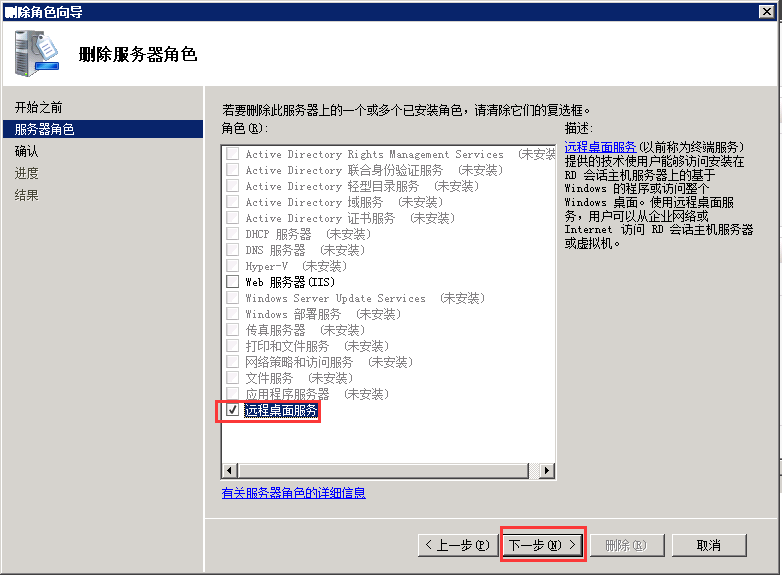 删除角色向导
删除服务器角色
开始之前
服务器角色
确认
进度
结果
若要删除此服务器上的一个或多个已安装角色，请清除它们的复选框。
角色(R):
Active Directory Rights Management Services (未安装
Active Directory 联合身份验证服务 (未安装)
Active Directory 轻型目录服务 (未安装)
Active Directory 域服务 (未安装)
Active Directory 证书服务 (未安装)
DHCP 服务器 (未安装)
DNS 服务器 (未安装)
Hyper-V (未安装)
Web 服务器(IIS)
Windows Server Update Services (未安装)
Windows 部署服务 (未安装)
传真服务器 (未安装)
打印和文件服务 (未安装)
网络策略和访问服务 (未安装)
文件服务 (未安装)
应用程序服务器 (未安装)
远程桌面服务
有关服务器角色的详细信息
描述:
远程桌面服务(以前称为终端服务)
提供的技术使用户能够访问安装在
RD 会话主机服务器上的基于
Windows 的程序或访问整个
Windows 桌面。使用远程桌面服
务，用户可以从企业网络或
Internet 访问 RD 会话主机服务器
或虚拟机。
< 上一步(P)
下一步(N) >
删除(R)
取消